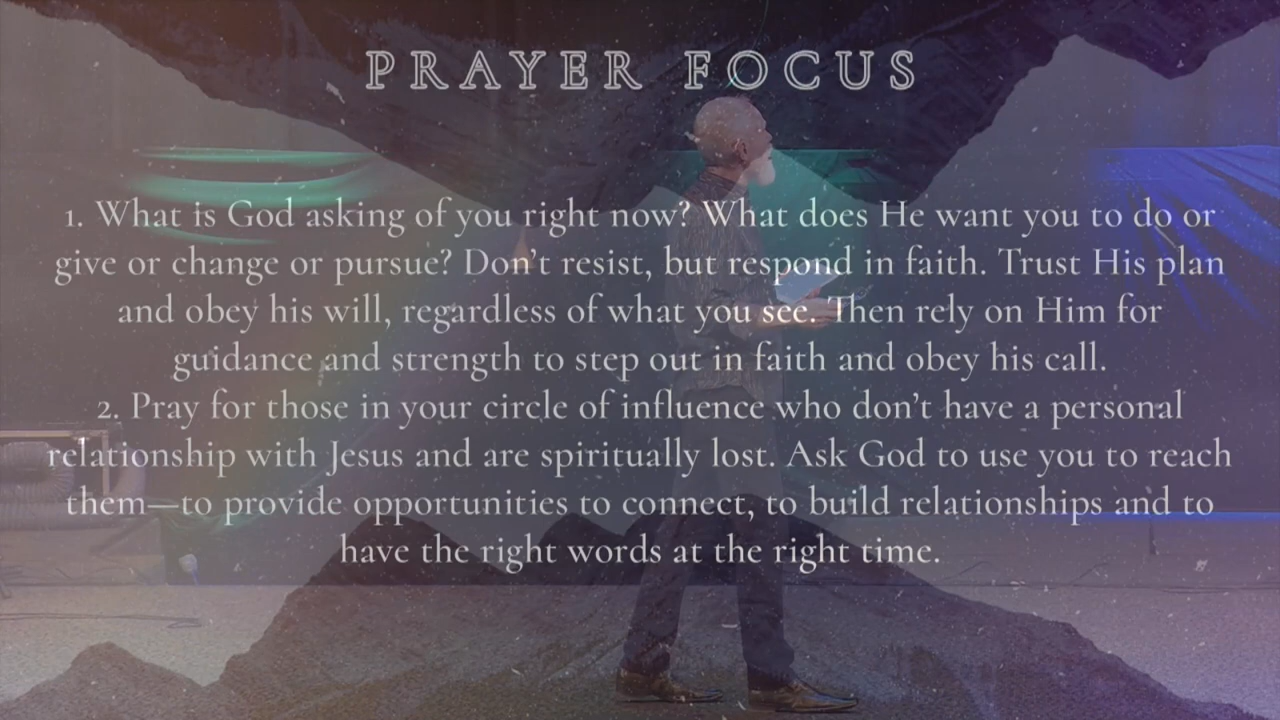 PRAYER FOCUS
1. What is God asking of you right now? What does He want you to do or
give or change or pursue? Don't resist, but respond in faith. Trust His plan
and obey his will, regardless of what you see. Then rely on Him for
guidance and strength to step out in faith and obey his call.
2. Pray for those in your circle of influence who don't have a personal
relationship with Jesus and are spiritually lost. Ask God to use you to reach
them—to provide opportunities to connect, to build relationships and to
have the right words at the right time.